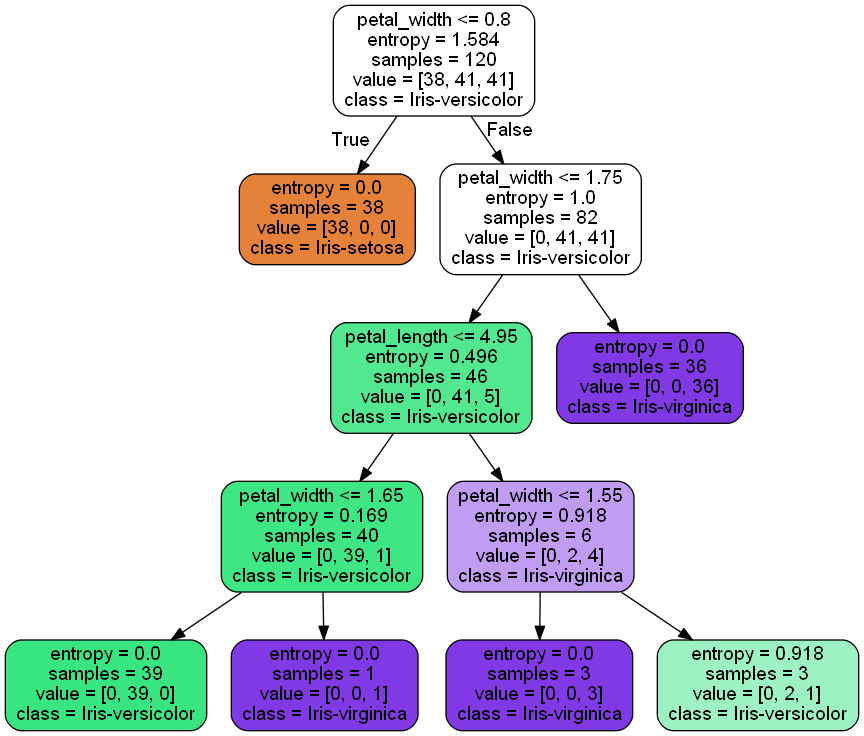 petal_width <= 0.8
entropy = 1.584
samples = 120
value = [38, 41, 41]
class = Iris-versicolor
True
False
entropy = 0.0
samples = 38
value = [38, 0, 0]
class = Iris-setosa
petal_width <= 1.75
entropy = 1.0
samples = 82
value = [0, 41, 41]
class = Iris-versicolor
petal_length <= 4.95
entropy = 0.496
samples = 46
value = [0, 41, 5]
class = Iris-versicolor
entropy = 0.0
samples = 36
value = [0, 0, 36]
class = Iris-virginica
petal_width <= 1.65
entropy = 0.169
samples = 40
value = [0, 39, 1]
class = Iris-versicolor
petal_width <= 1.55
entropy = 0.918
samples = 6
value = [0, 2, 4]
class = Iris-virginica
entropy = 0.0
samples = 39
value = [0, 39, 0]
class = Iris-versicolor
entropy = 0.0
samples = 1
value = [0, 0, 1]
class = Iris-virginica
entropy = 0.0
samples = 3
value = [0, 0, 3]
class = Iris-virginica
entropy = 0.918
samples = 3
value = [0, 2, 1]
class = Iris-versicolor